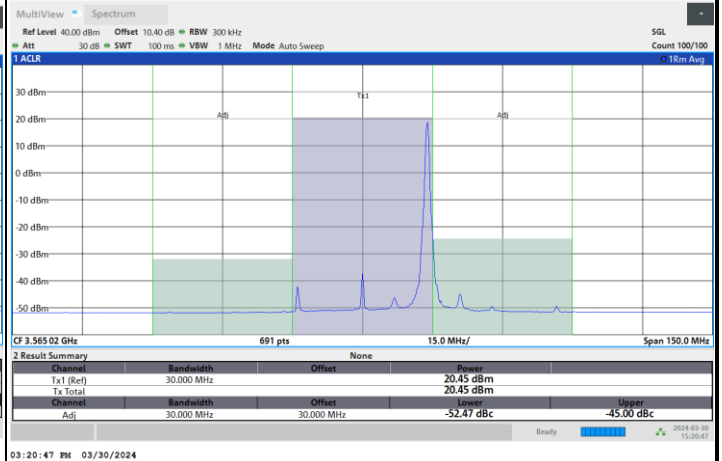 MultiView Spectrum
Ref Level 40.00 dBm Offset 10.40 dB RBW 300 kHz SGL
Att 30 dB SWT 100 ms VBW 1 MHz Mode Auto Sweep Count 100/100
1 ACLR 1Rm Avg
30 dBm
Tx1
20 dBm
Adj Adj
10 dBm
0 dBm
-10 dBm
-20 dBm
-30 dBm
-40 dBm
-50 dBm
CF 3.565 02 GHz 691 pts 15.0 MHz/ Span 150.0 MHz
2 Result Summary None
Channel Bandwidth Offset Power
Tx1 (Ref) 30.000 MHz 20.45 dBm
Tx Total 20.45 dBm
Channel Bandwidth Offset Lower Upper
Adj 30.000 MHz 30.000 MHz -52.47 dBc -45.00 dBc
Ready 2024-03-30
15:20:47
03:20:47 PM 03/30/2024